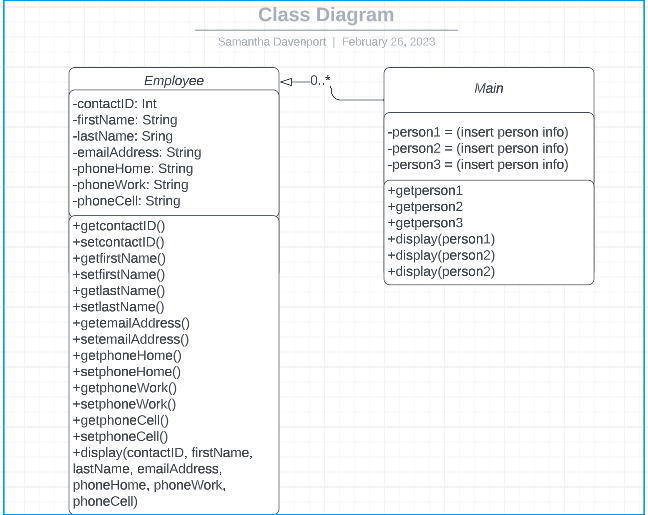 Class Diagram
Samantha Davenport | February 26, 2023
Employee
-contactID: Int
-firstName: String
-lastName: Sring
-emailAddress: String
-phoneHome: String
-phoneWork: String
-phoneCell: String
+getcontactID()
+setcontactID()
+getfirstName()
+setfirstName()
+getlastName()
+setlastName()
+getemailAddress()
+setemailAddress()
+getphoneHome()
+setphoneHome()
+getphoneWork()
+setphoneWork()
+getphoneCell()
+setphoneCell()
+display(contactID, firstName,
lastName, emailAddress,
phoneHome, phoneWork,
phoneCell)
0..*
Main
-person1 = (insert person info)
-person2 = (insert person info)
-person3 = (insert person info)
+getperson1
+getperson2
+getperson3
+display(person1)
+display(person2)
+display(person2)